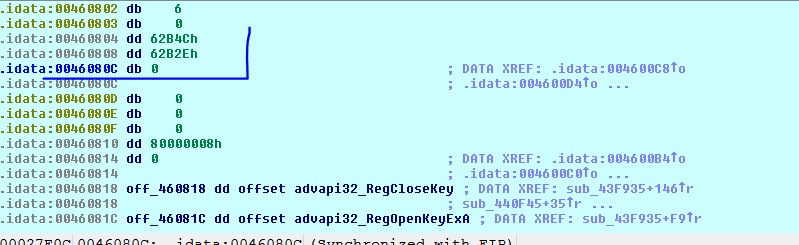 .idata:00460802 db    6
.idata:00460803 db    0
.idata:00460804 dd 62B4Ch
.idata:00460808 dd 62B2Eh
.idata:0046080C db 0                  ; DATA XREF: .idata:004600C8↑o
.idata:0046080C                       ; .idata:004600D4↑o ...
.idata:0046080D db    0
.idata:0046080E db    0
.idata:0046080F db    0
.idata:00460810 dd 80000008h
.idata:00460814 dd 0                  ; DATA XREF: .idata:004600B4↑o
.idata:00460814                       ; .idata:004600C0↑o ...
.idata:00460818 off_460818 dd offset advapi32_RegCloseKey ; DATA XREF: sub_43F935+146↑r
.idata:00460818                       ; sub_440F45+35↑r ...
.idata:0046081C off_46081C dd offset advapi32_RegOpenKeyExA ; DATA XREF: sub_43F935+F9↑r
00027E0C 0046080C: .idata:0046080C (Synchronized with EIP)